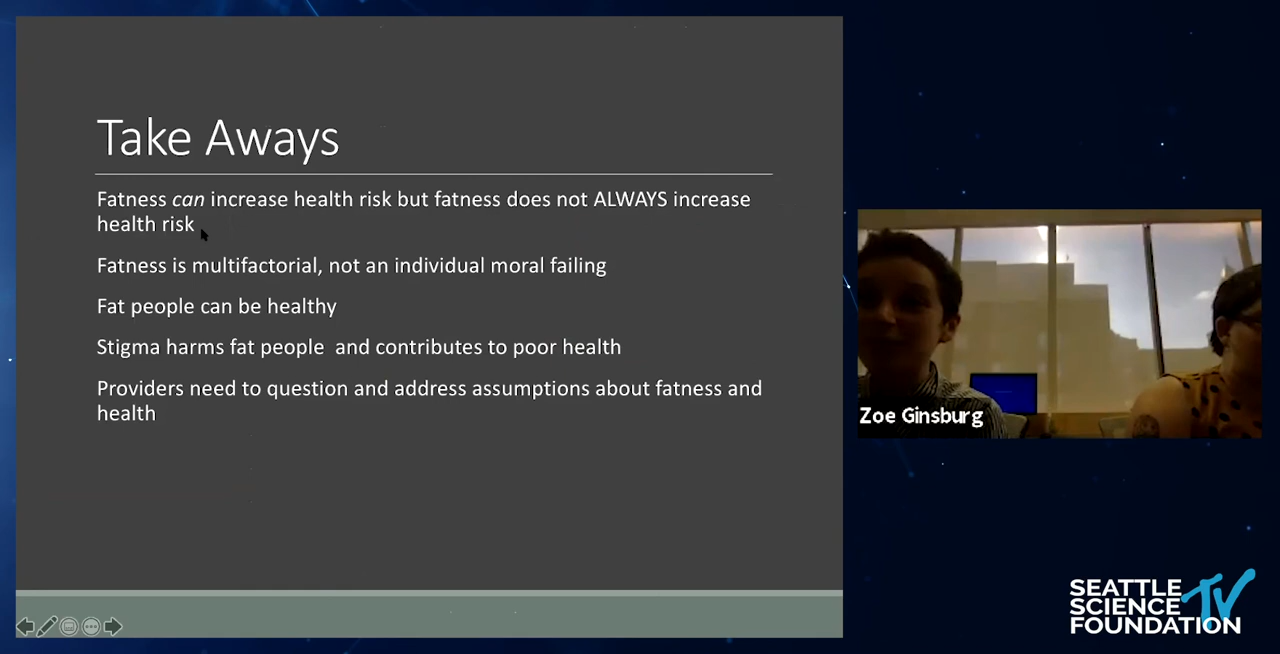 Take Aways
Fatness can increase health risk but fatness does not ALWAYS increase
health risk
Fatness is multifactorial, not an individual moral failing
Fat people can be healthy
Stigma harms fat people  and contributes to poor health
Providers need to question and address assumptions about fatness and
health
Zoe Ginsburg
SEATTLE
SCIENCE
FOUNDATION
TV